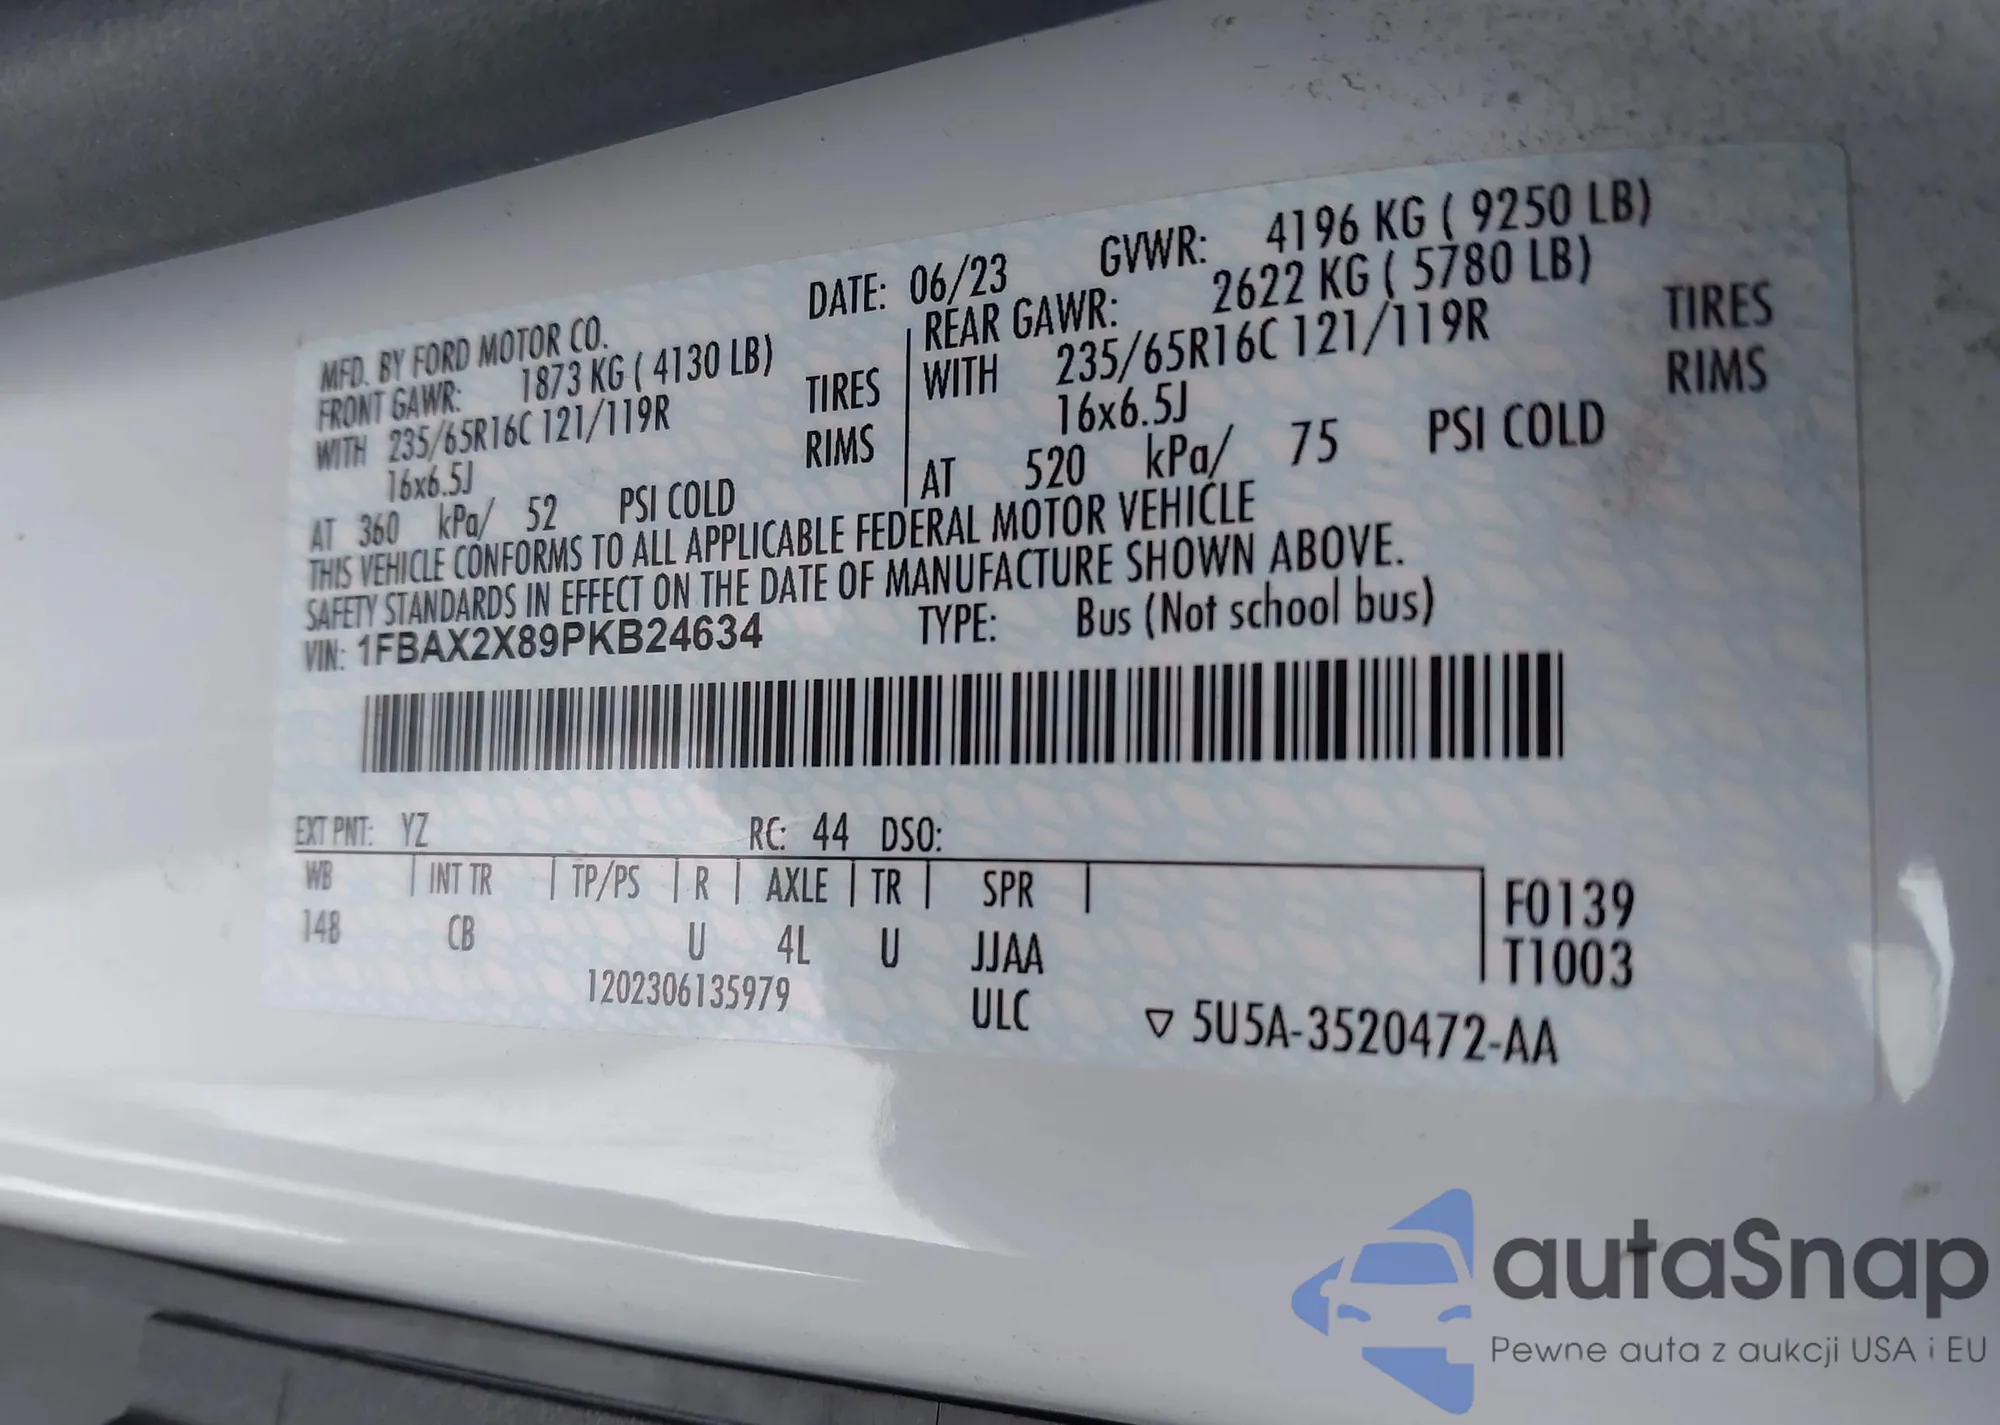 MFD. BY FORD MOTOR CO. DATE: 06/23 GVWR: 4196 KG ( 9250 LB)
FRONT GAWR: 1873 KG ( 4130 LB)
WITH 235/65R16C 121/119R TIRES
16x6.5J RIMS
AT 360 kPa/ 52 PSI COLD
REAR GAWR: 2622 KG ( 5780 LB)
WITH 235/65R16C 121/119R TIRES
16x6.5J RIMS
AT 520 kPa/ 75 PSI COLD
THIS VEHICLE CONFORMS TO ALL APPLICABLE FEDERAL MOTOR VEHICLE
SAFETY STANDARDS IN EFFECT ON THE DATE OF MANUFACTURE SHOWN ABOVE.
VIN: 1FBAX2X89PKB24634 TYPE: Bus (Not school bus)
EXT PNT: YZ RC: 44 DSO:
WB INT TR TP/PS R AXLE TR SPR
148 CB U 4L U JJAA
F0139
T1003
1202306135979 ULC ▽ 5U5A-3520472-AA
autaSnap
Pewne auta z aukcji USA i EU